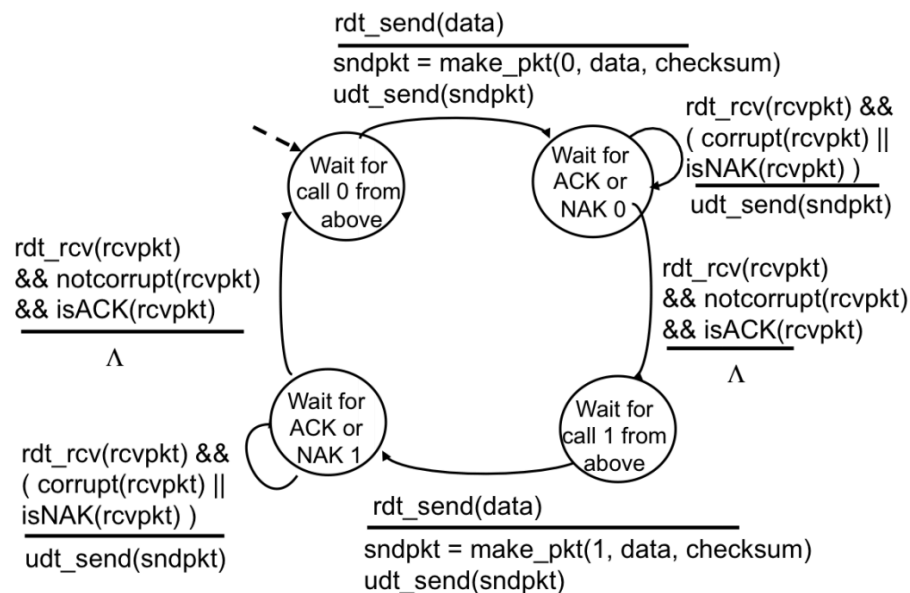 rdt_send(data)
sndpkt = make_pkt(0, data, checksum)
udt_send(sndpkt)
Wait for
call 0 from
above
Wait for
ACK or
NAK 0
rdt_rcv(rcvpkt) &&
( corrupt(rcvpkt) ||
isNAK(rcvpkt) )
udt_send(sndpkt)
rdt_rcv(rcvpkt)
&& notcorrupt(rcvpkt)
&& isACK(rcvpkt)
Λ
rdt_rcv(rcvpkt)
&& notcorrupt(rcvpkt)
&& isACK(rcvpkt)
Λ
Wait for
ACK or
NAK 1
Wait for
call 1 from
above
rdt_rcv(rcvpkt) &&
( corrupt(rcvpkt) ||
isNAK(rcvpkt) )
udt_send(sndpkt)
rdt_send(data)
sndpkt = make_pkt(1, data, checksum)
udt_send(sndpkt)